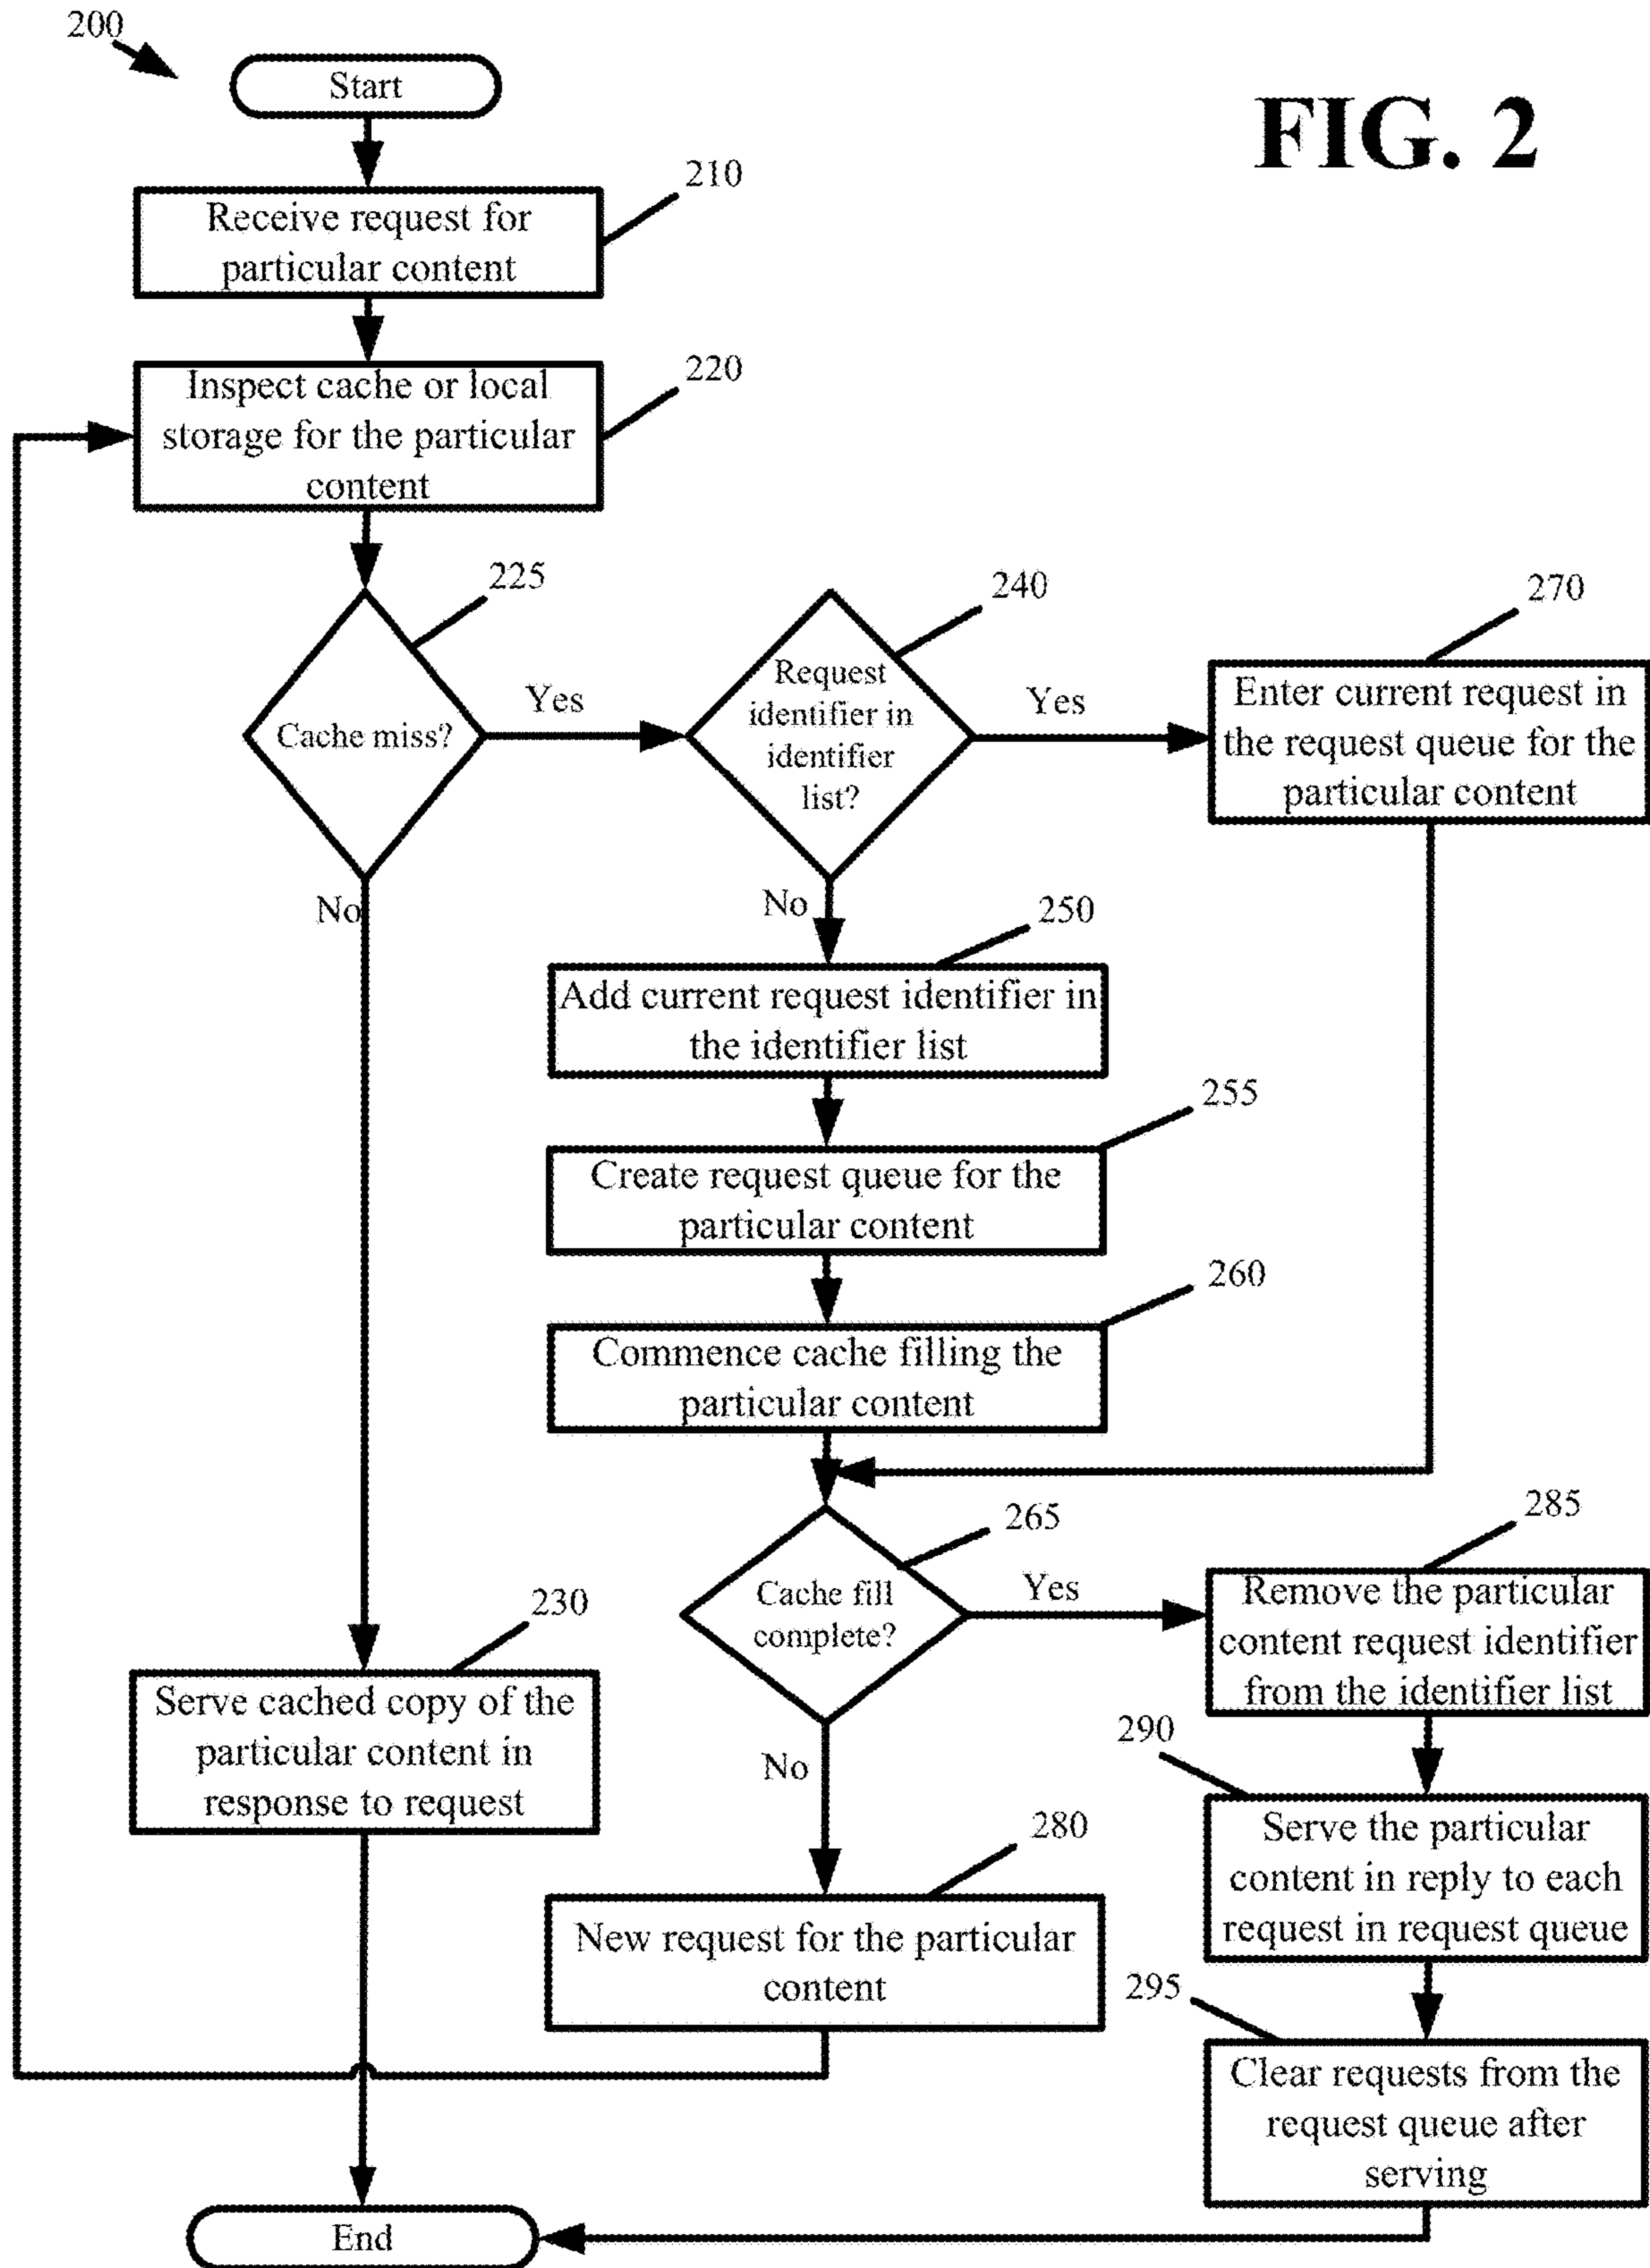 200
Start
FIG. 2
210
Receive request for
particular content
220
Inspect cache or local
storage for the particular
content
225
Cache miss?
Yes
No
240
Request
identifier in
identifier
list?
Yes
No
270
Enter current request in
the request queue for the
particular content
250
Add current request identifier in
the identifier list
255
Create request queue for the
particular content
260
Commence cache filling the
particular content
265
Cache fill
complete?
Yes
No
285
Remove the particular
content request identifier
from the identifier list
230
Serve cached copy of the
particular content in
response to request
290
Serve the particular
content in reply to each
request in request queue
280
New request for the particular
content
295
Clear requests from the
request queue after
serving
End